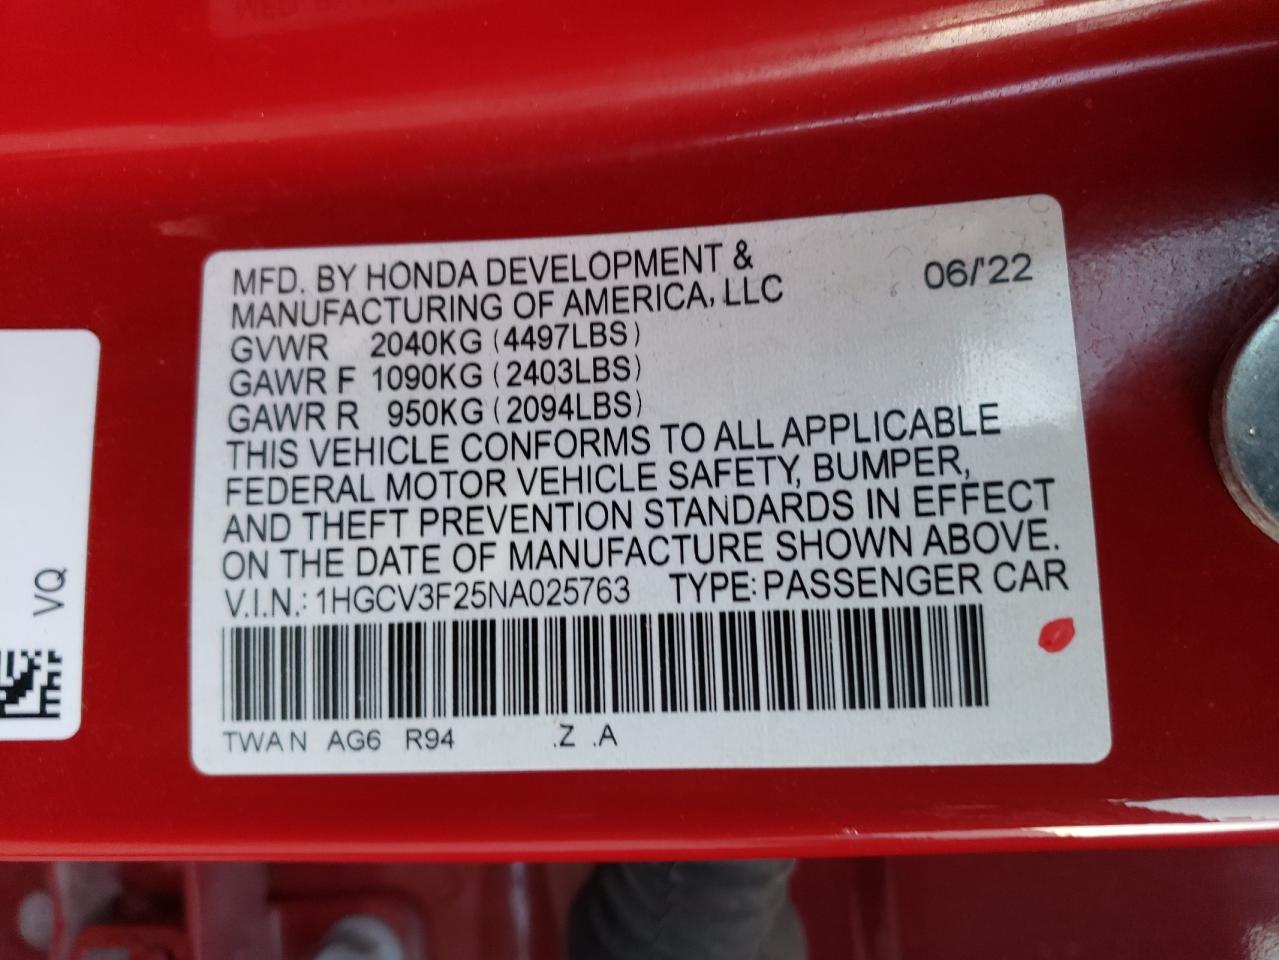 MFD. BY HONDA DEVELOPMENT & 06/'22
MANUFACTURING OF AMERICA, LLC
GVWR 2040KG (4497LBS)
GAWR F 1090KG (2403LBS)
GAWR R 950KG (2094LBS)
THIS VEHICLE CONFORMS TO ALL APPLICABLE
FEDERAL MOTOR VEHICLE SAFETY, BUMPER,
AND THEFT PREVENTION STANDARDS IN EFFECT
ON THE DATE OF MANUFACTURE SHOWN ABOVE.
V.I.N.: 1HGCV3F25NA025763 TYPE: PASSENGER CAR
TWAN AG6 R94 .Z .A
VQ